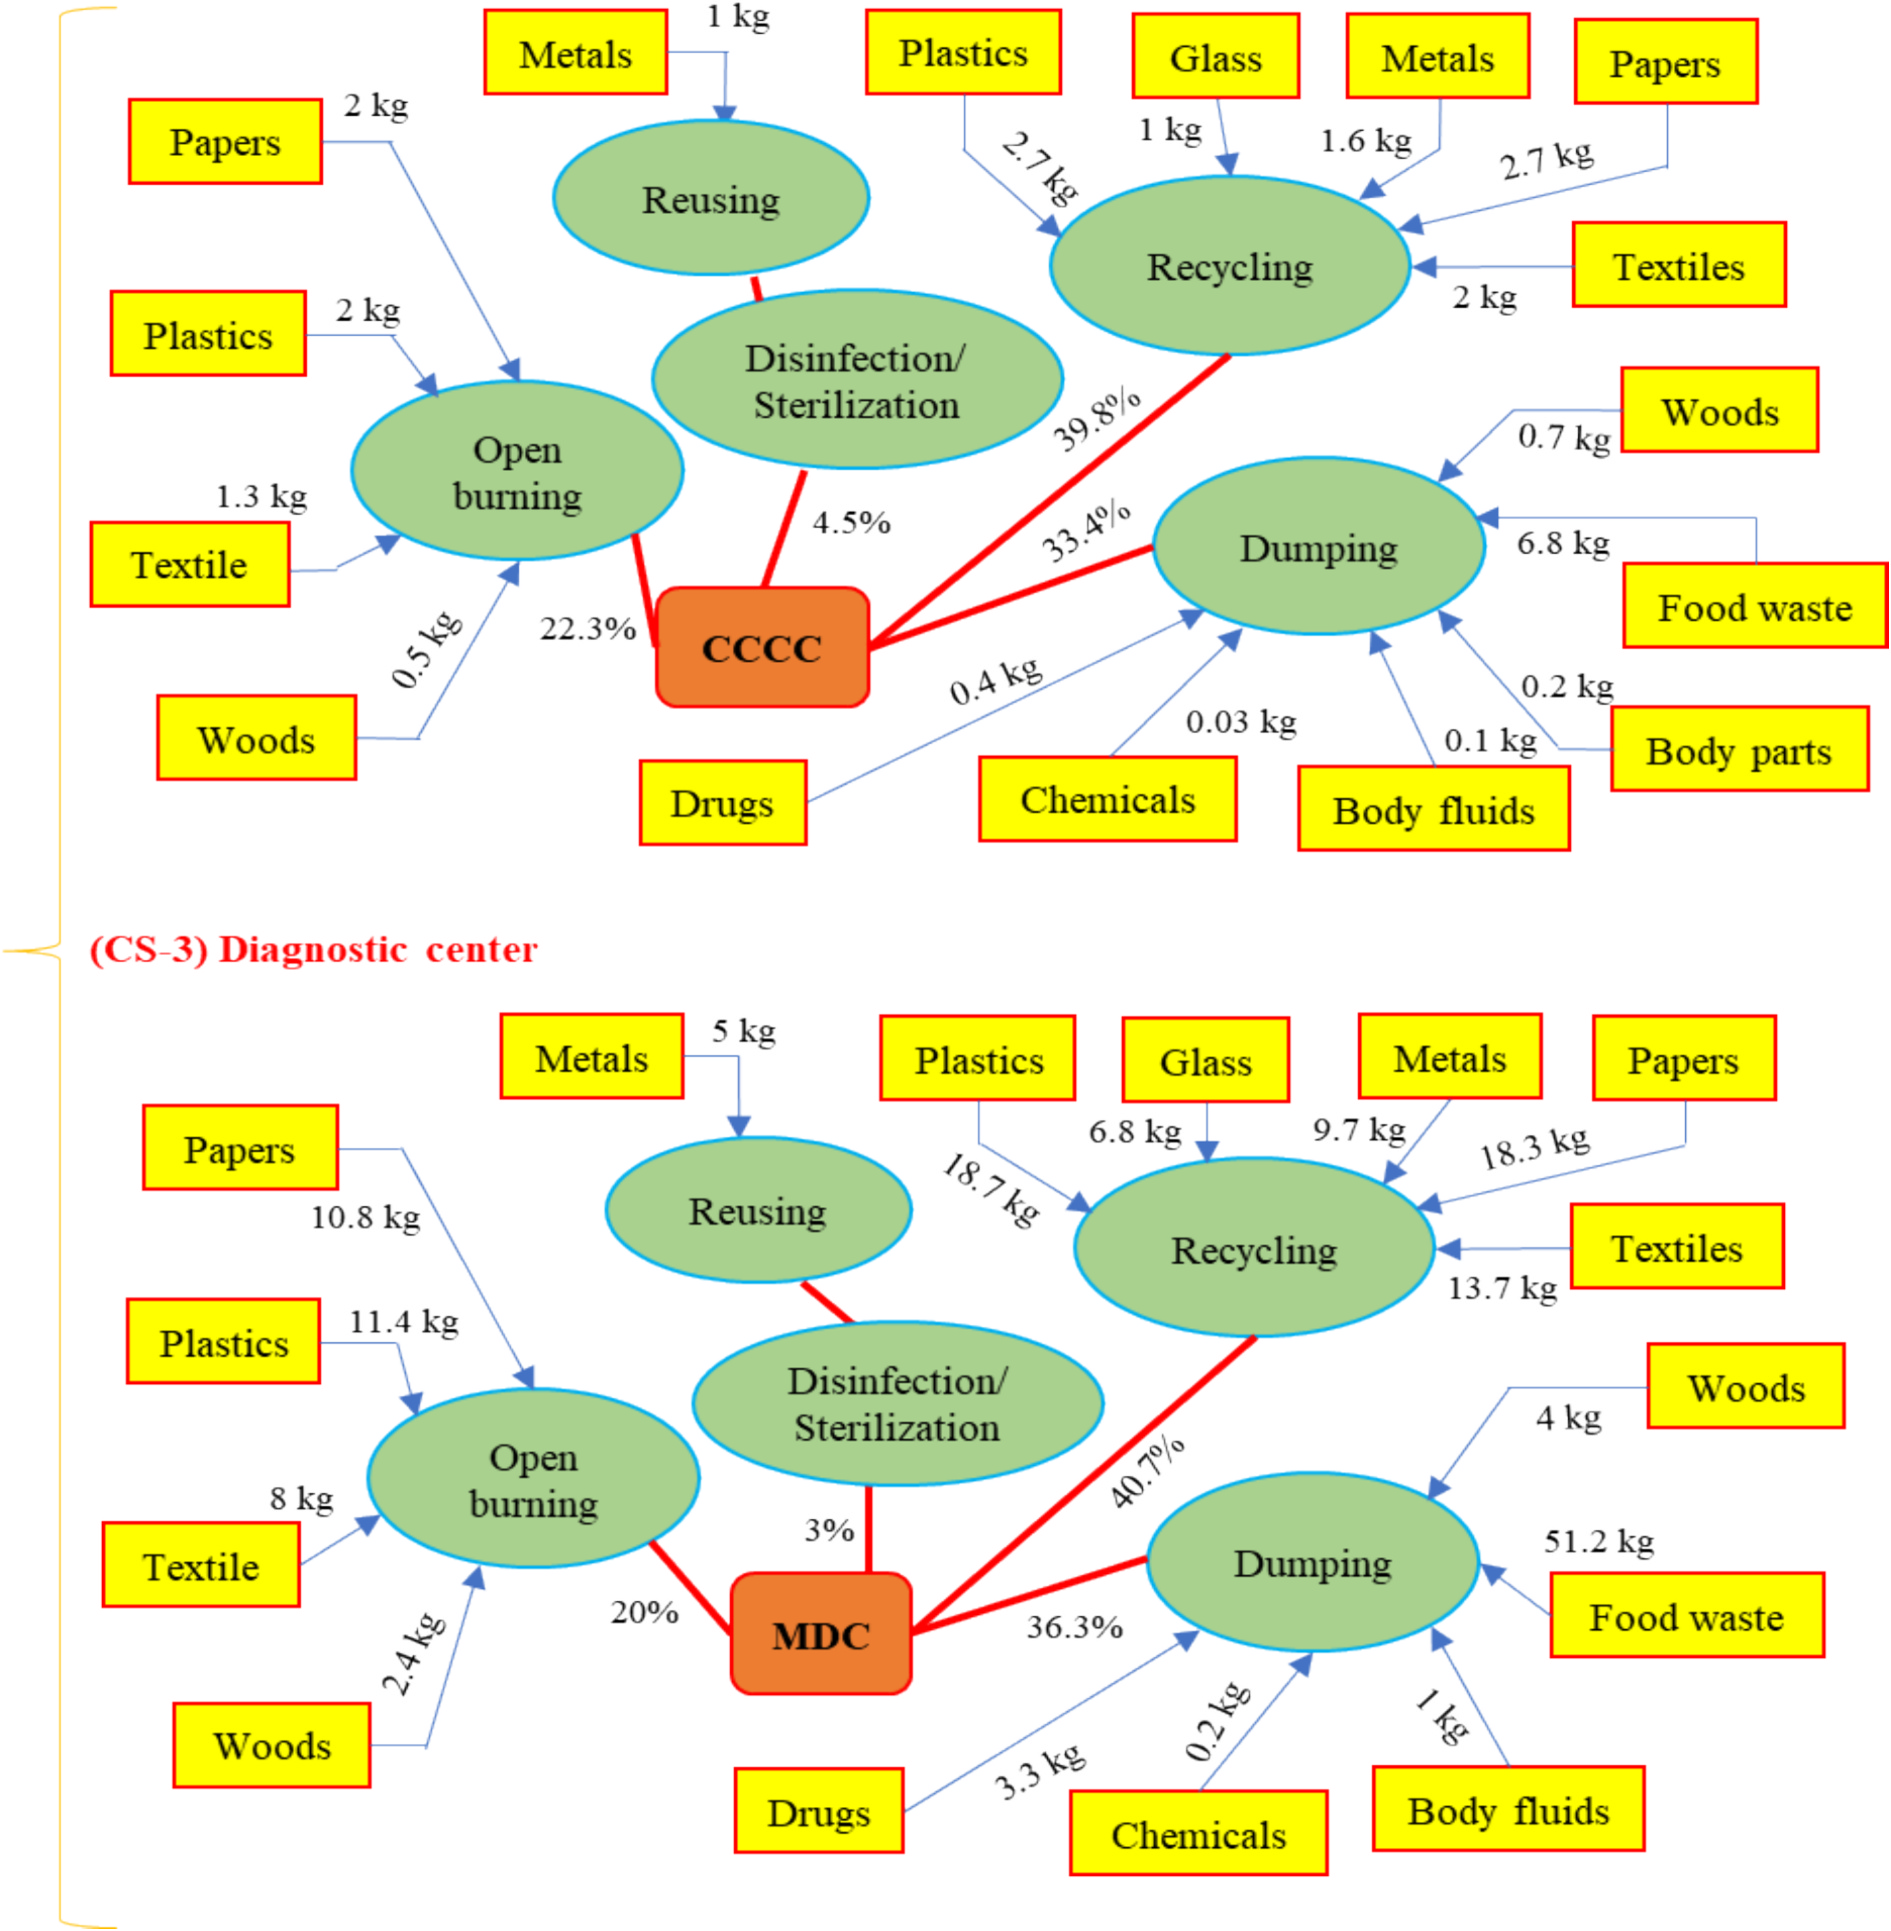 Metals
1 kg
Plastics
Glass
Metals
Papers
Papers
2 kg
2.7 kg
1 kg
1.6 kg
2.7 kg
Reusing
Recycling
Textiles
2 kg
Plastics
2 kg
Disinfection/
Sterilization
39.8%
Woods
0.7 kg
Open
burning
1.3 kg
Textile
4.5%
33.4%
Dumping
6.8 kg
Food waste
22.3%
CCCC
0.5 kg
Woods
0.4 kg
0.03 kg
0.1 kg
0.2 kg
Body parts
Drugs
Chemicals
Body fluids
(CS-3) Diagnostic center
Metals
5 kg
Plastics
Glass
Metals
Papers
Papers
10.8 kg
18.7 kg
6.8 kg
9.7 kg
18.3 kg
Reusing
Recycling
Textiles
13.7 kg
Plastics
11.4 kg
Disinfection/
Sterilization
40.7%
Woods
4 kg
Open
burning
8 kg
Textile
3%
Dumping
51.2 kg
Food waste
20%
MDC
36.3%
2.4 kg
Woods
3.3 kg
0.2 kg
1 kg
Drugs
Chemicals
Body fluids